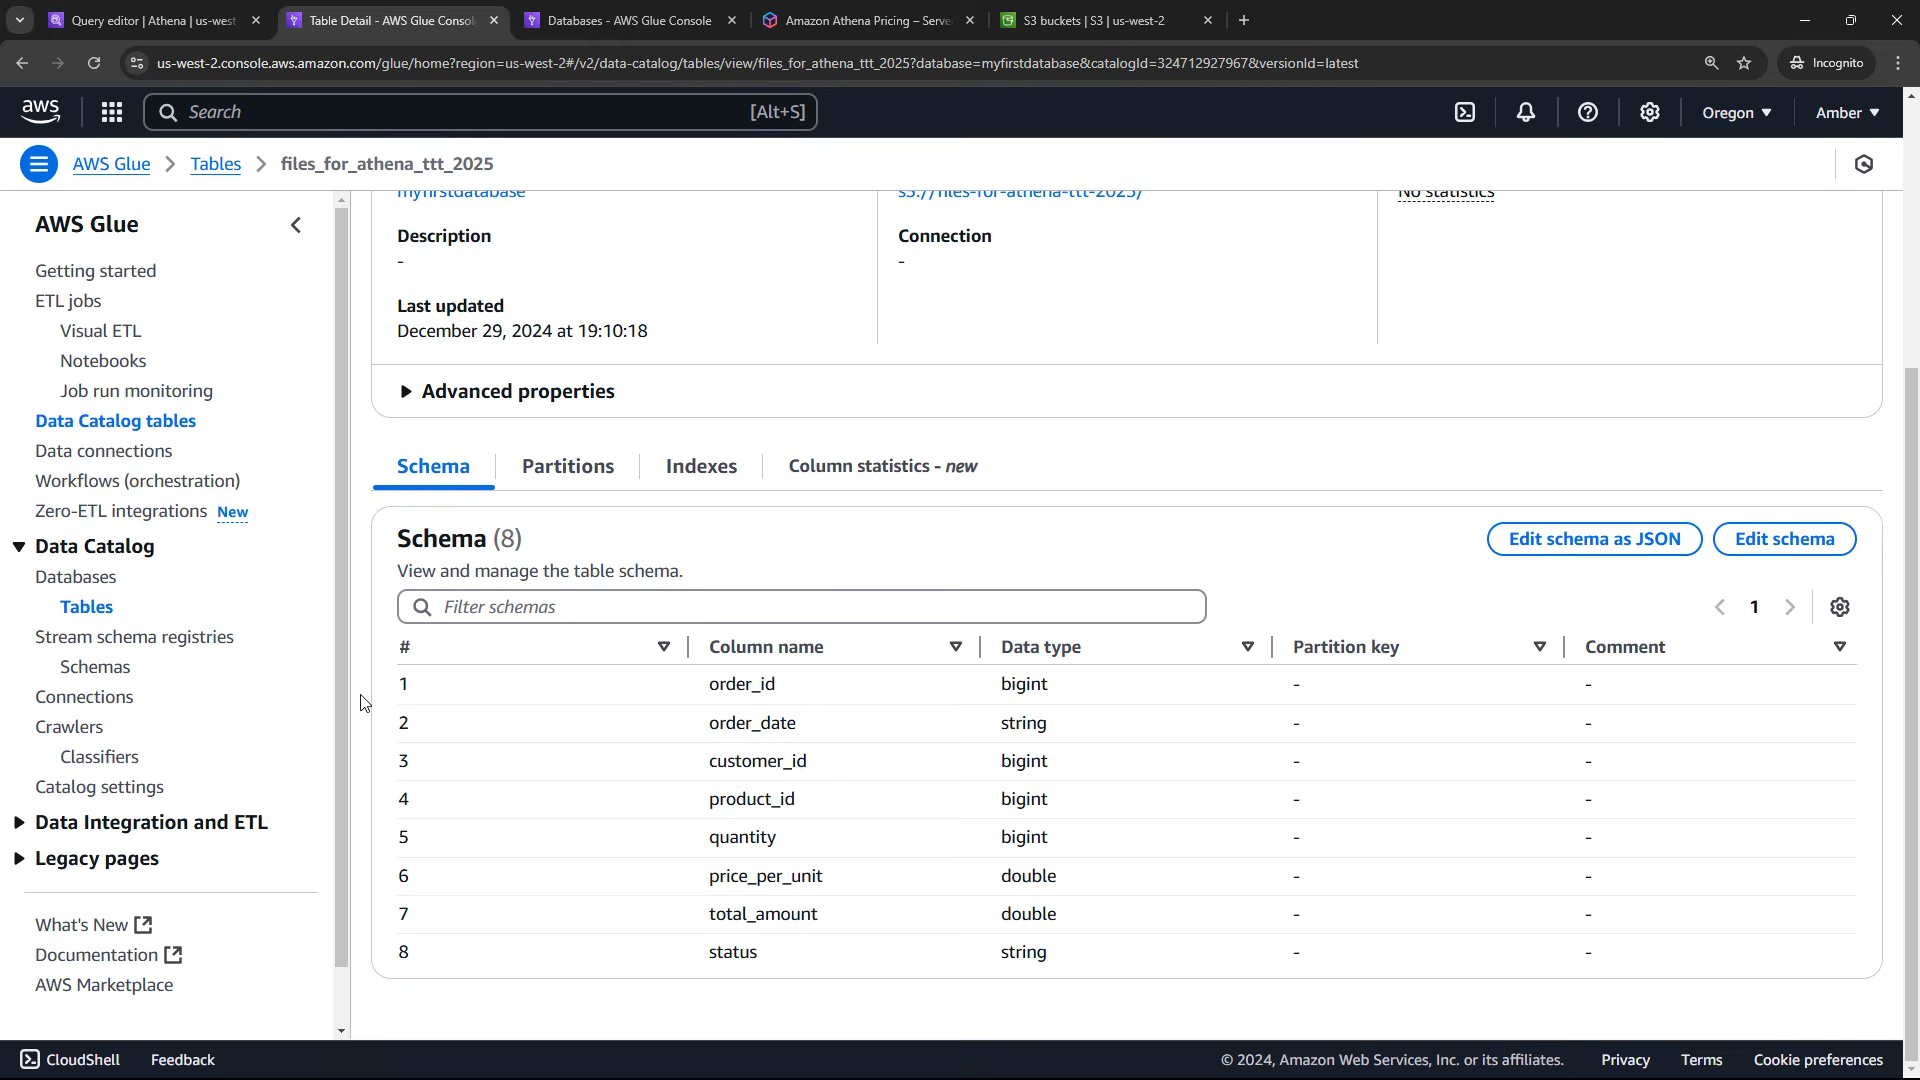 Query editor | Athena | us-west
Table Detail - AWS Glue Consol
Databases - AWS Glue Console
Amazon Athena Pricing – Serve
S3 buckets | S3 | us-west-2
us-west-2.console.aws.amazon.com/glue/home?region=us-west-2#/v2/data-catalog/tables/view/files_for_athena_ttt_2025?database=myfirstdatabase&catalogId=324712927967&versionId=latest
Incognito
aws
Search
[Alt+S]
Oregon
Amber
AWS Glue
Tables
files_for_athena_ttt_2025
AWS Glue
Getting started
ETL jobs
Visual ETL
Notebooks
Job run monitoring
Data Catalog tables
Data connections
Workflows (orchestration)
Zero-ETL integrations New
Data Catalog
Databases
Tables
Stream schema registries
Schemas
Connections
Crawlers
Classifiers
Catalog settings
Data Integration and ETL
Legacy pages
What's New
Documentation
AWS Marketplace
myfirstdatabase
s3://files-for-athena-ttt-2025/
No statistics
Description
-
Connection
-
Last updated
December 29, 2024 at 19:10:18
Advanced properties
Schema
Partitions
Indexes
Column statistics - new
Schema (8)
View and manage the table schema.
Edit schema as JSON
Edit schema
Filter schemas
1
# Column name Data type Partition key Comment
1 order_id bigint - -
2 order_date string - -
3 customer_id bigint - -
4 product_id bigint - -
5 quantity bigint - -
6 price_per_unit double - -
7 total_amount double - -
8 status string - -
CloudShell
Feedback
© 2024, Amazon Web Services, Inc. or its affiliates.
Privacy
Terms
Cookie preferences